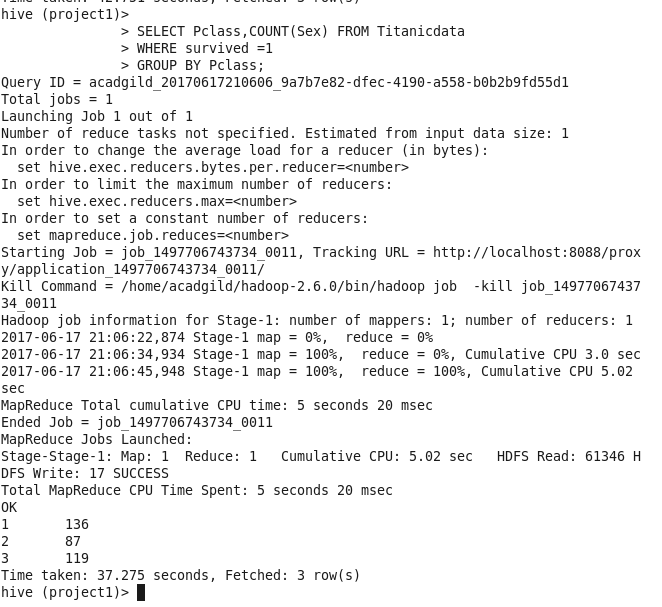 Time taken: 42.751 seconds, Fetched: 3 row(s)
hive (project1)>
> SELECT Pclass,COUNT(Sex) FROM Titanicdata
> WHERE survived =1
> GROUP BY Pclass;
Query ID = acadgild_20170617210606_9a7b7e82-dfec-4190-a558-b0b2b9fd55d1
Total jobs = 1
Launching Job 1 out of 1
Number of reduce tasks not specified. Estimated from input data size: 1
In order to change the average load for a reducer (in bytes):
set hive.exec.reducers.bytes.per.reducer=<number>
In order to limit the maximum number of reducers:
set hive.exec.reducers.max=<number>
In order to set a constant number of reducers:
set mapreduce.job.reduces=<number>
Starting Job = job_1497706743734_0011, Tracking URL = http://localhost:8088/prox
y/application_1497706743734_0011/
Kill Command = /home/acadgild/hadoop-2.6.0/bin/hadoop job  -kill job_14977067437
34_0011
Hadoop job information for Stage-1: number of mappers: 1; number of reducers: 1
2017-06-17 21:06:22,874 Stage-1 map = 0%,  reduce = 0%
2017-06-17 21:06:34,934 Stage-1 map = 100%,  reduce = 0%, Cumulative CPU 3.0 sec
2017-06-17 21:06:45,948 Stage-1 map = 100%,  reduce = 100%, Cumulative CPU 5.02
sec
MapReduce Total cumulative CPU time: 5 seconds 20 msec
Ended Job = job_1497706743734_0011
MapReduce Jobs Launched:
Stage-Stage-1: Map: 1  Reduce: 1   Cumulative CPU: 5.02 sec   HDFS Read: 61346 H
DFS Write: 17 SUCCESS
Total MapReduce CPU Time Spent: 5 seconds 20 msec
OK
1	136
2	87
3	119
Time taken: 37.275 seconds, Fetched: 3 row(s)
hive (project1)>